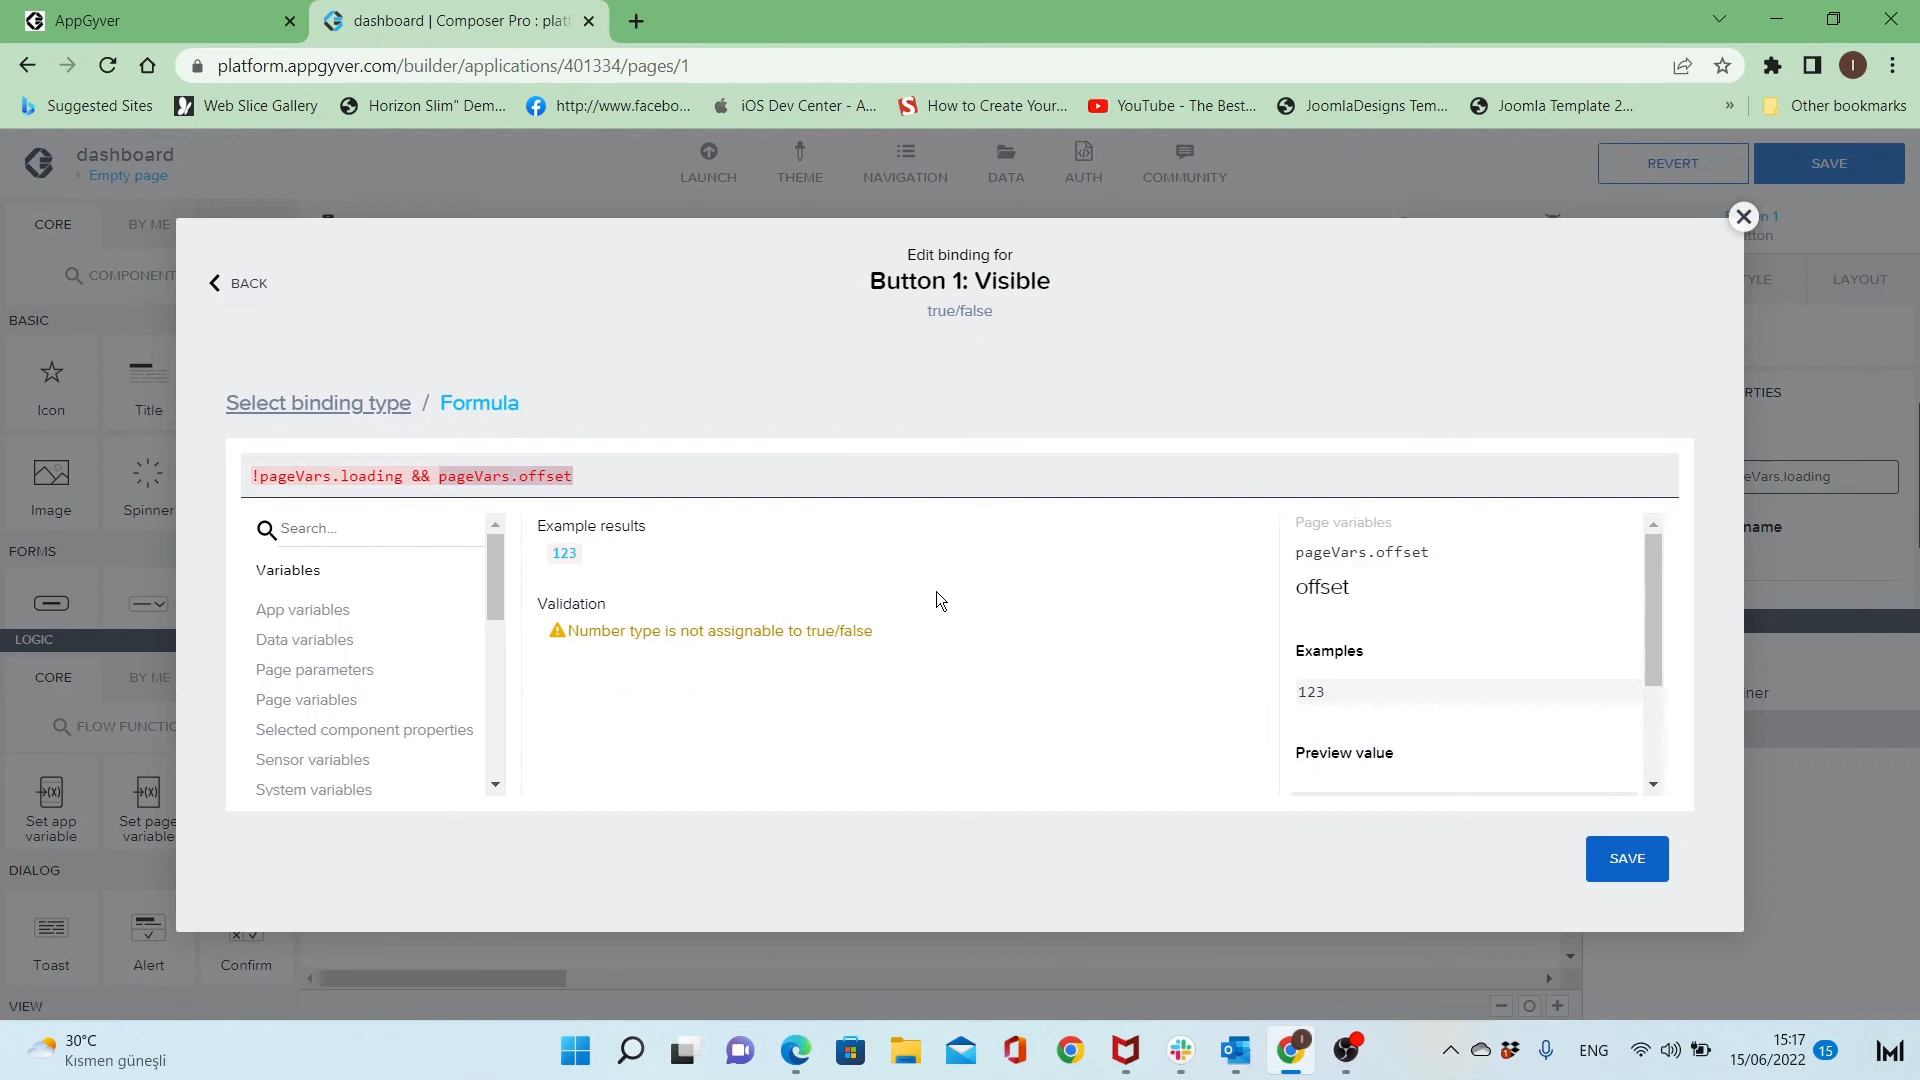 AppGyver
dashboard | Composer Pro : platf
platform.appgyver.com/builder/applications/401334/pages/1
Suggested Sites
Web Slice Gallery
Horizon Slim" Dem...
http://www.facebo...
iOS Dev Center - A...
How to Create Your...
YouTube - The Best...
JoomlaDesigns Tem...
Joomla Template 2...
»
Other bookmarks
dashboard
Empty page
LAUNCH
THEME
NAVIGATION
DATA
AUTH
COMMUNITY
REVERT
SAVE
CORE
BY ME
COMPONENT
BASIC
Icon
Title
Image
Spinner
FORMS
LOGIC
CORE
BY ME
FLOW FUNCTIO
Set app
variable
Set page
variable
DIALOG
Toast
Alert
Confirm
VIEW
BACK
Edit binding for
Button 1: Visible
true/false
Select binding type / Formula
!pageVars.loading && pageVars.offset
Search...
Variables
App variables
Data variables
Page parameters
Page variables
Selected component properties
Sensor variables
System variables
Example results
123
Validation
Number type is not assignable to true/false
Page variables
pageVars.offset
offset
Examples
123
Preview value
SAVE
n 1
tton
YLE
LAYOUT
RTIES
eVars.loading
name
iner
30°C
Kısmen güneşli
ENG
15:17
15/06/2022
15